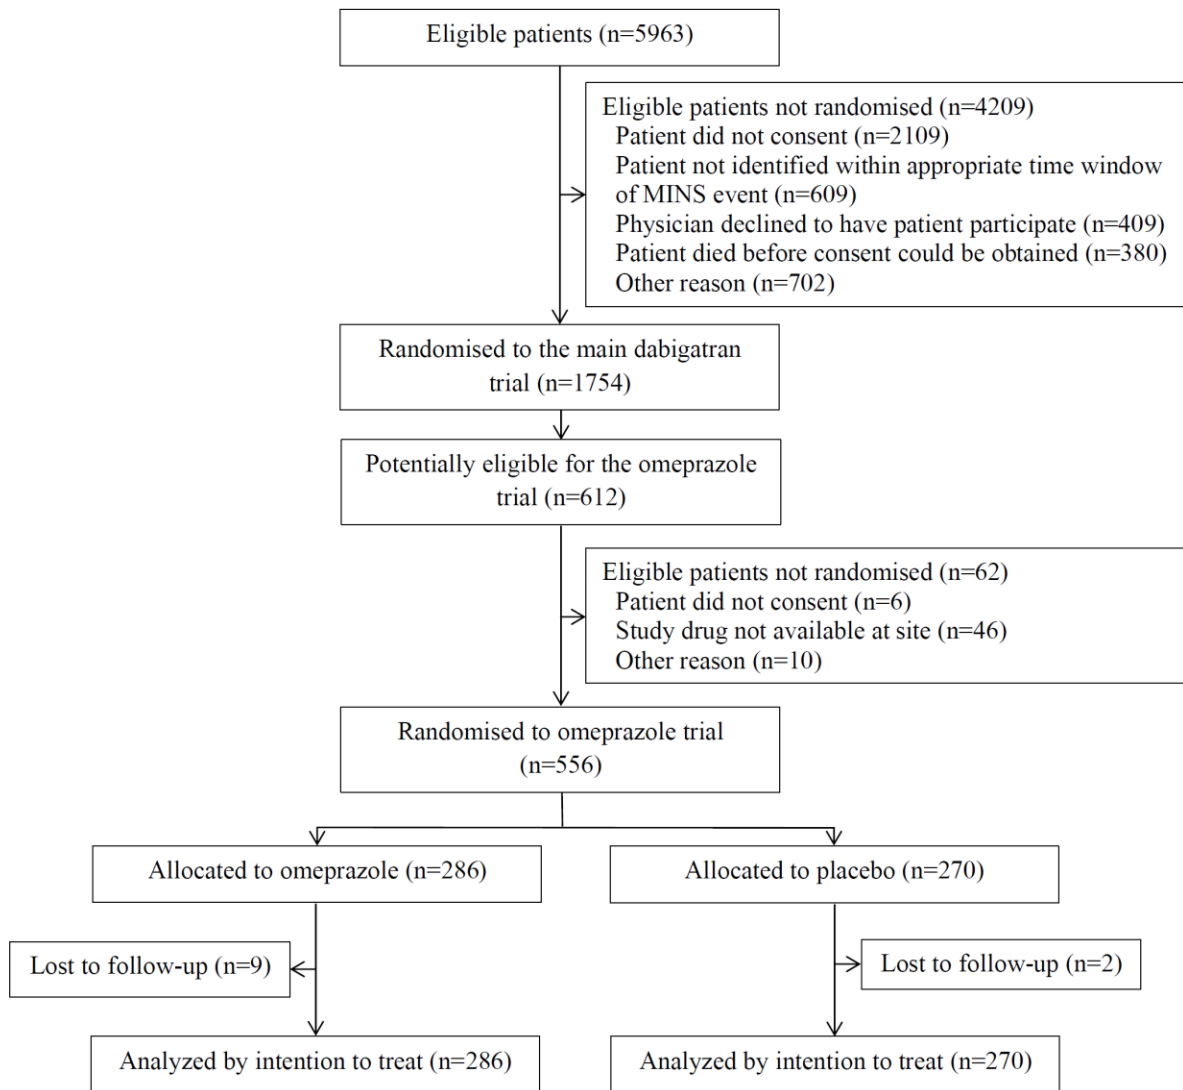 Eligible patients (n=5963)
Eligible patients not randomised (n=4209)
Patient did not consent (n=2109)
Patient not identified within appropriate time window
of MINS event (n=609)
Physician declined to have patient participate (n=409)
Patient died before consent could be obtained (n=380)
Other reason (n=702)
Randomised to the main dabigatran
trial (n=1754)
Potentially eligible for the omeprazole
trial (n=612)
Eligible patients not randomised (n=62)
Patient did not consent (n=6)
Study drug not available at site (n=46)
Other reason (n=10)
Randomised to omeprazole trial
(n=556)
Allocated to omeprazole (n=286)
Allocated to placebo (n=270)
Lost to follow-up (n=9)
Lost to follow-up (n=2)
Analyzed by intention to treat (n=286)
Analyzed by intention to treat (n=270)